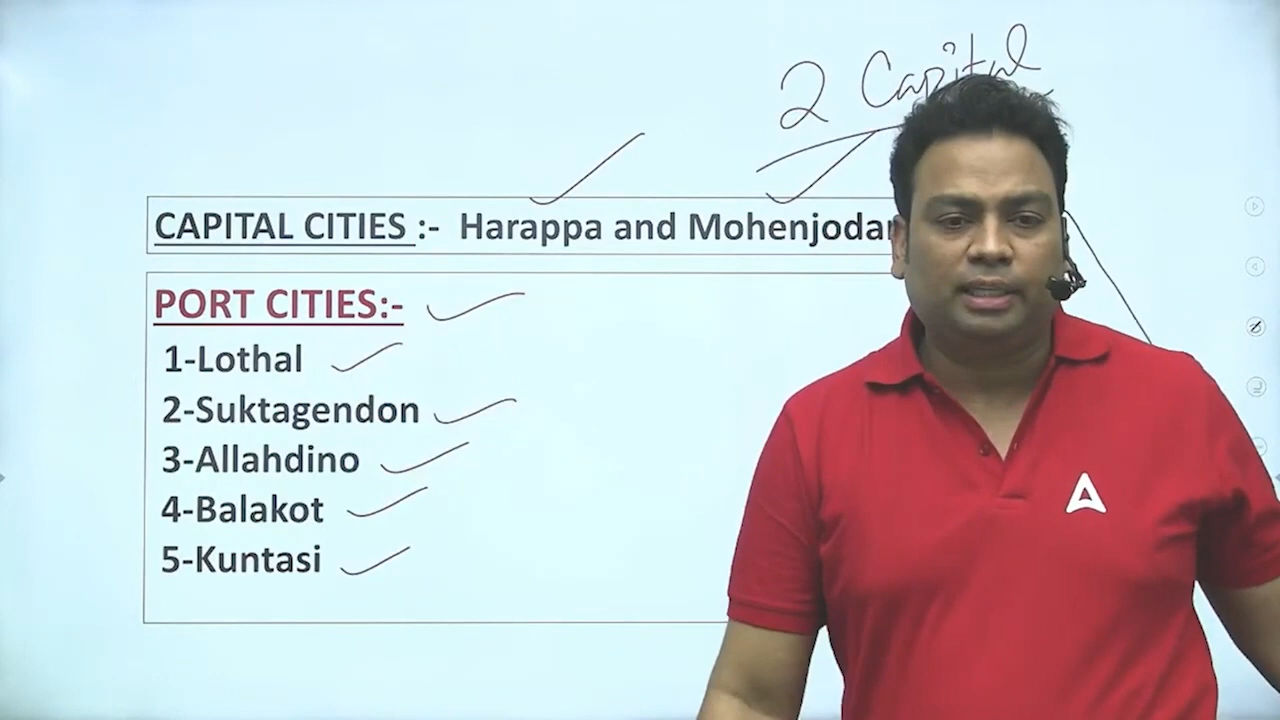 2 Capital
CAPITAL CITIES :- Harappa and Mohenjodar
PORT CITIES:-
1-Lothal
2-Suktagendon
3-Allahdino
4-Balakot
5-Kuntasi